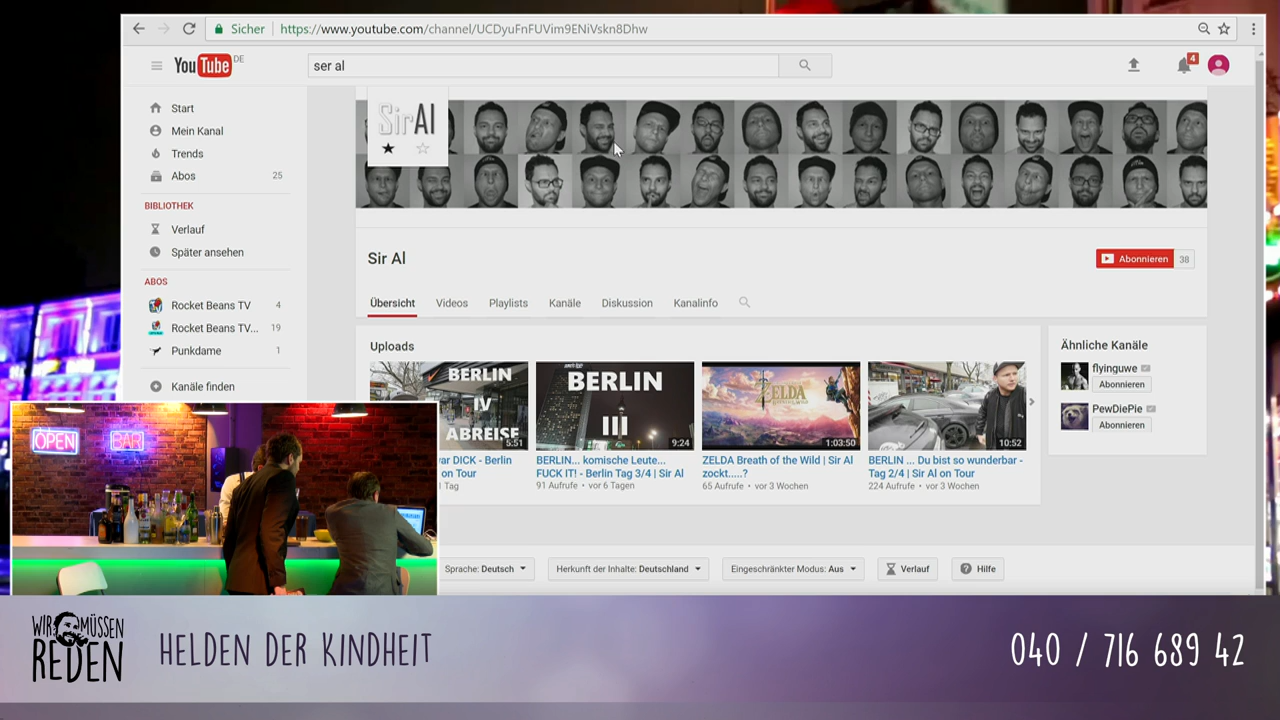 Sicher
https://www.youtube.com/channel/UCDyuFnFUVim9ENiVskn8Dhw
YouTube DE
ser al
4
Start
Mein Kanal
Trends
Abos 25
BIBLIOTHEK
Verlauf
Später ansehen
ABOS
Rocket Beans TV 4
Rocket Beans TV... 19
Punkdame 1
Kanäle finden
SirAl
Sir Al
Abonnieren 38
Übersicht Videos Playlists Kanäle Diskussion Kanalinfo
Uploads
BERLIN
IV
ABREISE
5:51
BERLIN
III
9:24
ZELDA
1:03:50
10:52
war DICK - Berlin
on Tour
1 Tag
BERLIN... komische Leute...
FUCK IT! - Berlin Tag 3/4 | Sir Al
91 Aufrufe • vor 6 Tagen
ZELDA Breath of the Wild | Sir Al
zockt.....?
65 Aufrufe • vor 3 Wochen
BERLIN ... Du bist so wunderbar -
Tag 2/4 | Sir Al on Tour
224 Aufrufe • vor 3 Wochen
Ähnliche Kanäle
flyinguwe
Abonnieren
PewDiePie
Abonnieren
Sprache: Deutsch
Herkunft der Inhalte: Deutschland
Eingeschränkter Modus: Aus
Verlauf
Hilfe
OPEN
BAR
WIR MÜSSEN
REDEN
HELDEN DER KINDHEIT
040 / 716 689 42